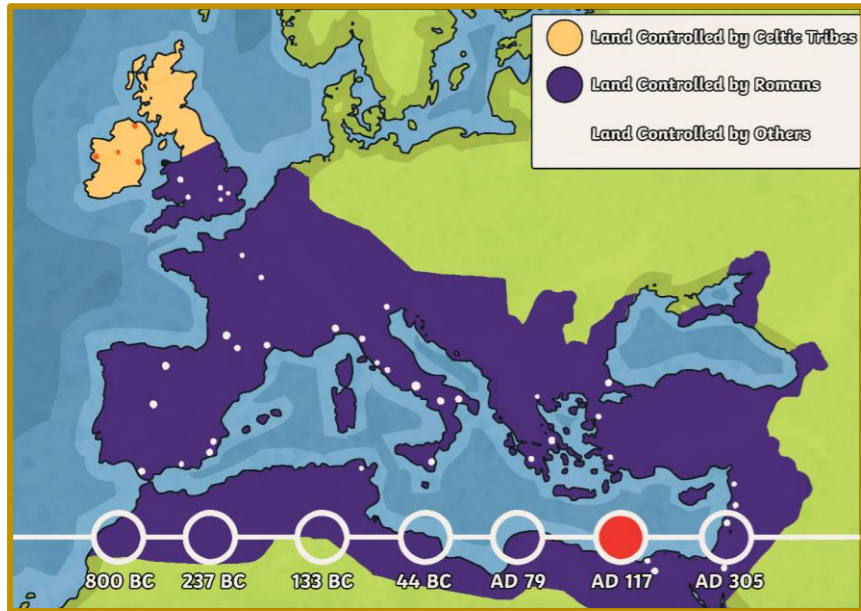 Land Controlled by Celtic Tribes
Land Controlled by Romans
Land Controlled by Others
800 BC 237 BC 133 BC 44 BC AD 79 AD 117 AD 305